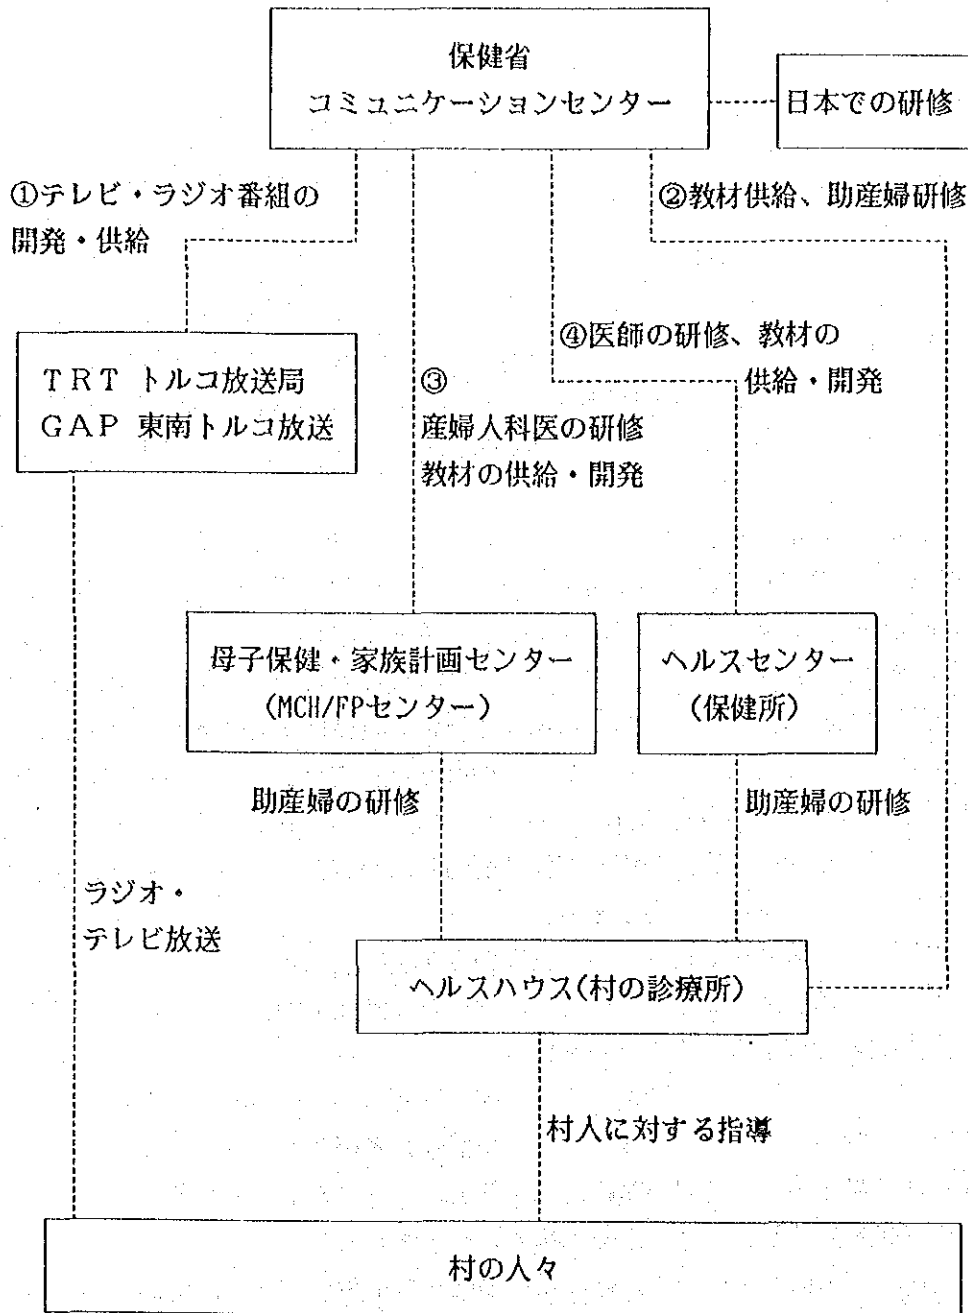 保健省
コミュニケーションセンター
日本での研修
①テレビ・ラジオ番組の
開発・供給
②教材供給、助産婦研修
TRT トルコ放送局
GAP 東南トルコ放送
③
産婦人科医の研修
教材の供給・開発
④医師の研修、教材の
供給・開発
母子保健・家族計画センター
(MCH/FPセンター)
ヘルスセンター
(保健所)
助産婦の研修
助産婦の研修
ラジオ・
テレビ放送
ヘルスハウス(村の診療所)
村人に対する指導
村の人々